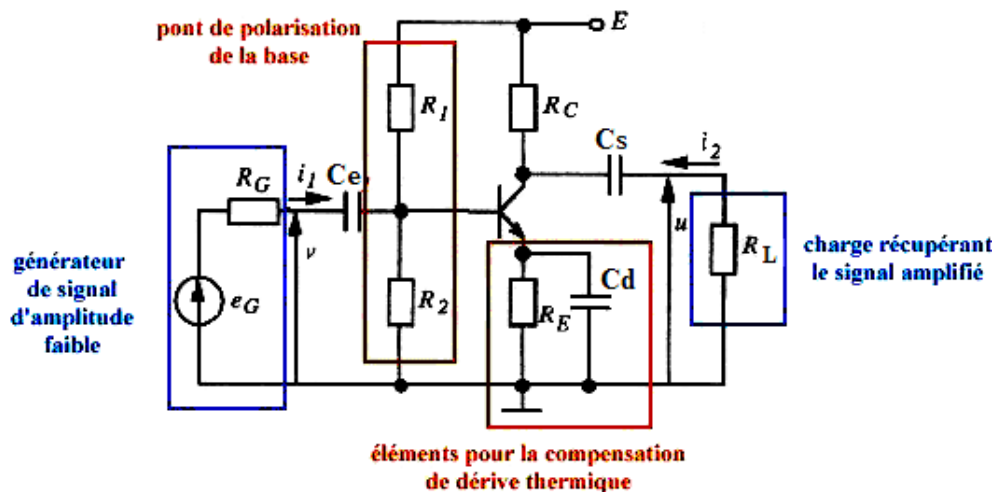 pont de polarisation
de la base
E
R1
RC
Cs
i2
RG
i1
Ce
générateur
de signal
d'amplitude
faible
eG
v
R2
RE
Cd
u
RL
charge récupérant
le signal amplifié
éléments pour la compensation
de dérive thermique